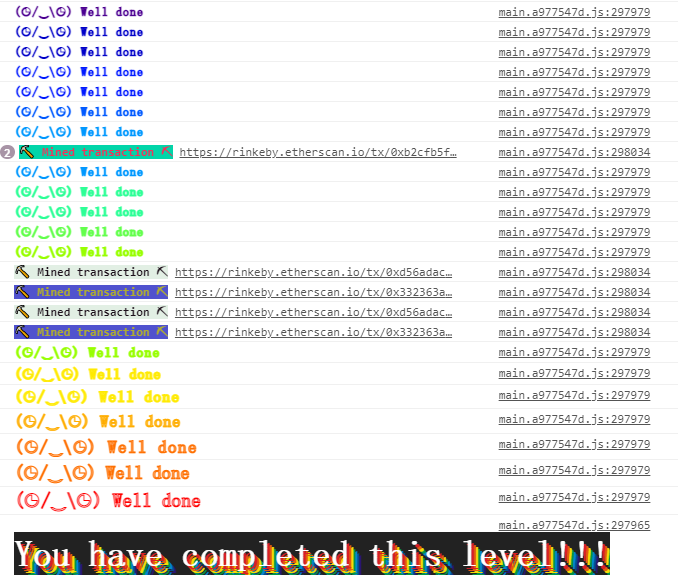 (◷/‿\◷) Well done main.a977547d.js:297979
(◷/‿\◷) Well done main.a977547d.js:297979
(◷/‿\◷) Well done main.a977547d.js:297979
(◷/‿\◷) Well done main.a977547d.js:297979
(◷/‿\◷) Well done main.a977547d.js:297979
(◷/‿\◷) Well done main.a977547d.js:297979
(◷/‿\◷) Well done main.a977547d.js:297979
2 🔨 Mined transaction ⛏ https://rinkeby.etherscan.io/tx/0xb2cfb5f… main.a977547d.js:298034
(◷/‿\◷) Well done main.a977547d.js:297979
(◷/‿\◷) Well done main.a977547d.js:297979
(◷/‿\◷) Well done main.a977547d.js:297979
(◷/‿\◷) Well done main.a977547d.js:297979
(◷/‿\◷) Well done main.a977547d.js:297979
🔨 Mined transaction ⛏ https://rinkeby.etherscan.io/tx/0xd56adac… main.a977547d.js:298034
🔨 Mined transaction ⛏ https://rinkeby.etherscan.io/tx/0x332363a… main.a977547d.js:298034
🔨 Mined transaction ⛏ https://rinkeby.etherscan.io/tx/0xd56adac… main.a977547d.js:298034
🔨 Mined transaction ⛏ https://rinkeby.etherscan.io/tx/0x332363a… main.a977547d.js:298034
(◷/‿\◷) Well done main.a977547d.js:297979
(◷/‿\◷) Well done main.a977547d.js:297979
(◷/‿\◷) Well done main.a977547d.js:297979
(◷/‿\◷) Well done main.a977547d.js:297979
(◷/‿\◷) Well done main.a977547d.js:297979
(◷/‿\◷) Well done main.a977547d.js:297979
(◷/‿\◷) Well done main.a977547d.js:297979
main.a977547d.js:297965
You have completed this level!!!